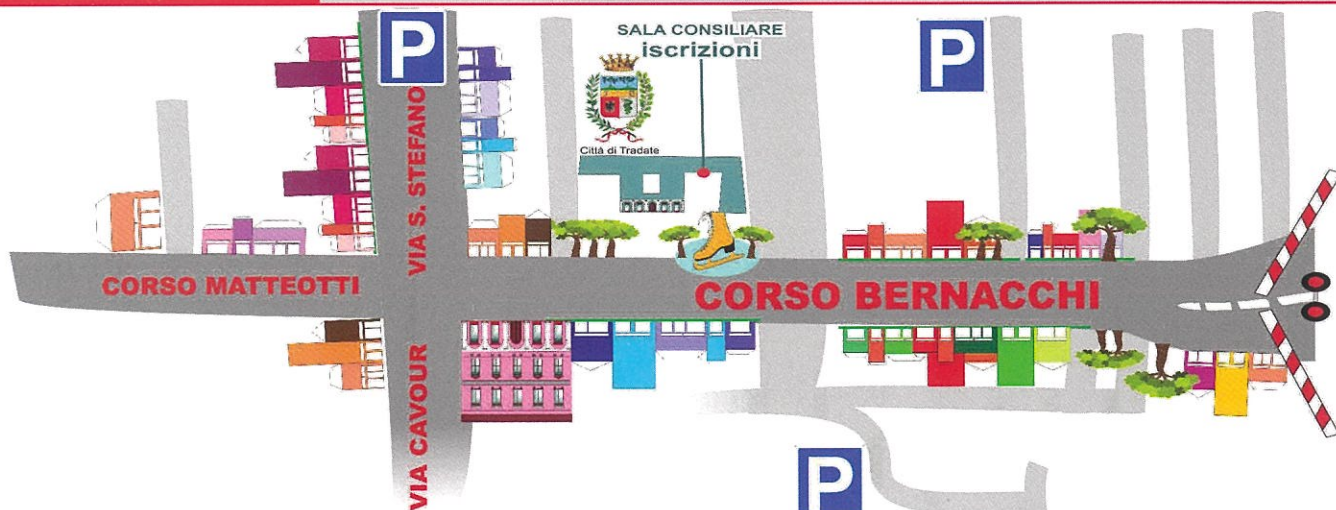 P
SALA CONSILIARE
iscrizioni
P
Città di Tradate
VIA S. STEFANO
CORSO MATTEOTTI
CORSO BERNACCHI
VIA CAVOUR
P